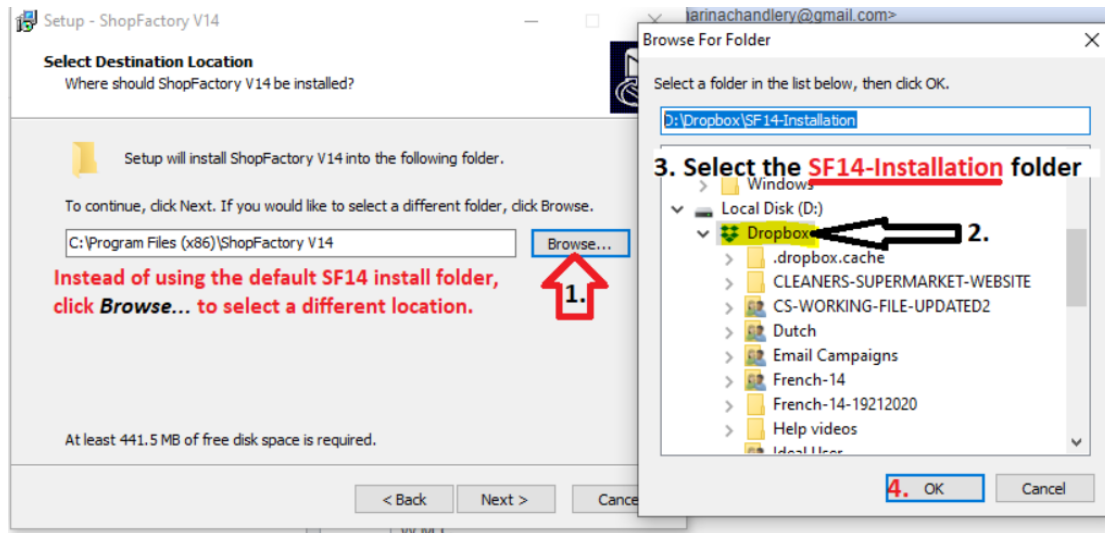 Setup - ShopFactory V14
Select Destination Location
Where should ShopFactory V14 be installed?
Setup will install ShopFactory V14 into the following folder.
To continue, click Next. If you would like to select a different folder, click Browse.
C:\Program Files (x86)\ShopFactory V14
Browse...
Instead of using the default SF14 install folder,
click Browse... to select a different location.
1.
At least 441.5 MB of free disk space is required.
< Back
Next >
Cance
arinachandlery@gmail.com>
Browse For Folder
Select a folder in the list below, then click OK.
D:\Dropbox\SF14-Installation
3. Select the SF14-Installation folder
Windows
Local Disk (D:)
Dropbox
2.
.dropbox.cache
CLEANERS-SUPERMARKET-WEBSITE
CS-WORKING-FILE-UPDATED2
Dutch
Email Campaigns
French-14
French-14-19212020
Help videos
Ideal User
4. OK
Cancel